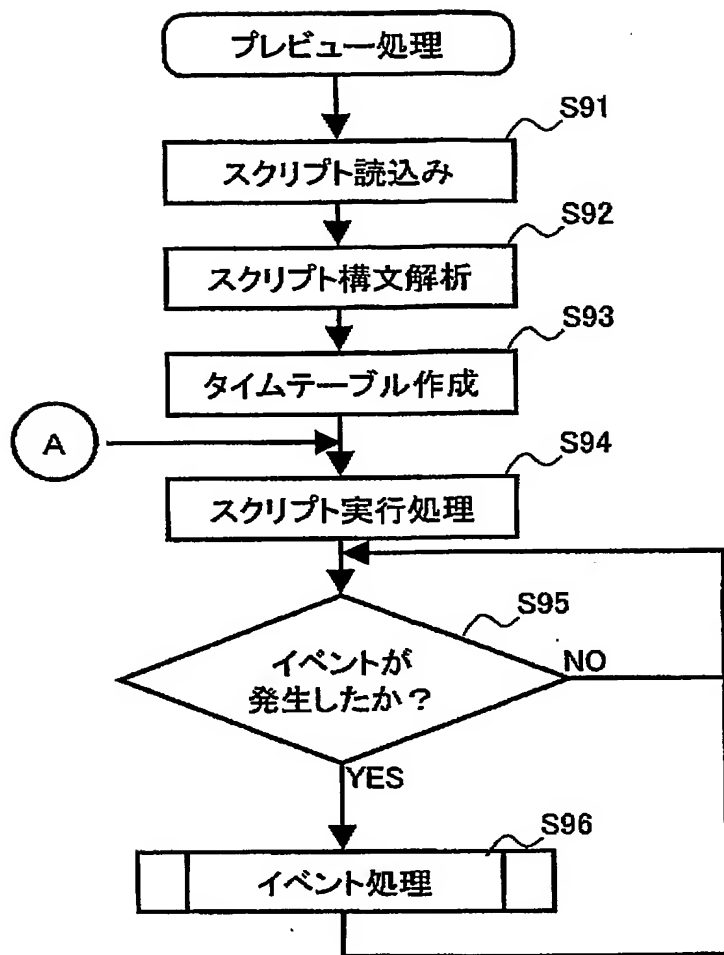 プレビュー処理
S91
スクリプト読込み
S92
スクリプト構文解析
S93
タイムテーブル作成
A
S94
スクリプト実行処理
S95
イベントが
発生したか？
NO
YES
S96
イベント処理